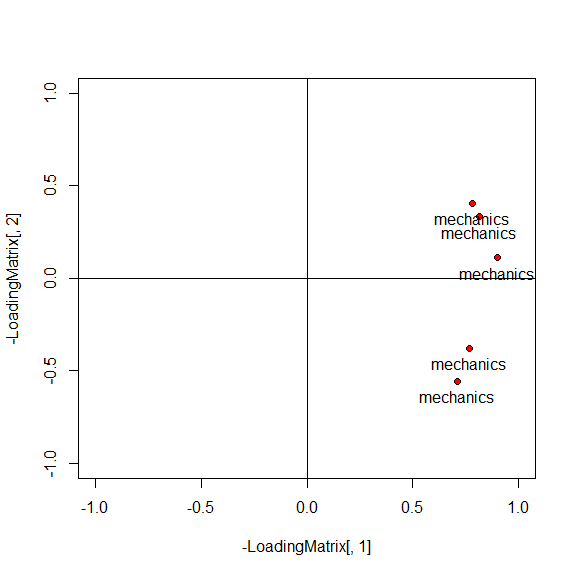 1.0
0.5
0.0
-0.5
-1.0
-LoadingMatrix[, 2]
mechanics
mechanics
mechanics
mechanics
mechanics
-1.0 -0.5 0.0 0.5 1.0
-LoadingMatrix[, 1]